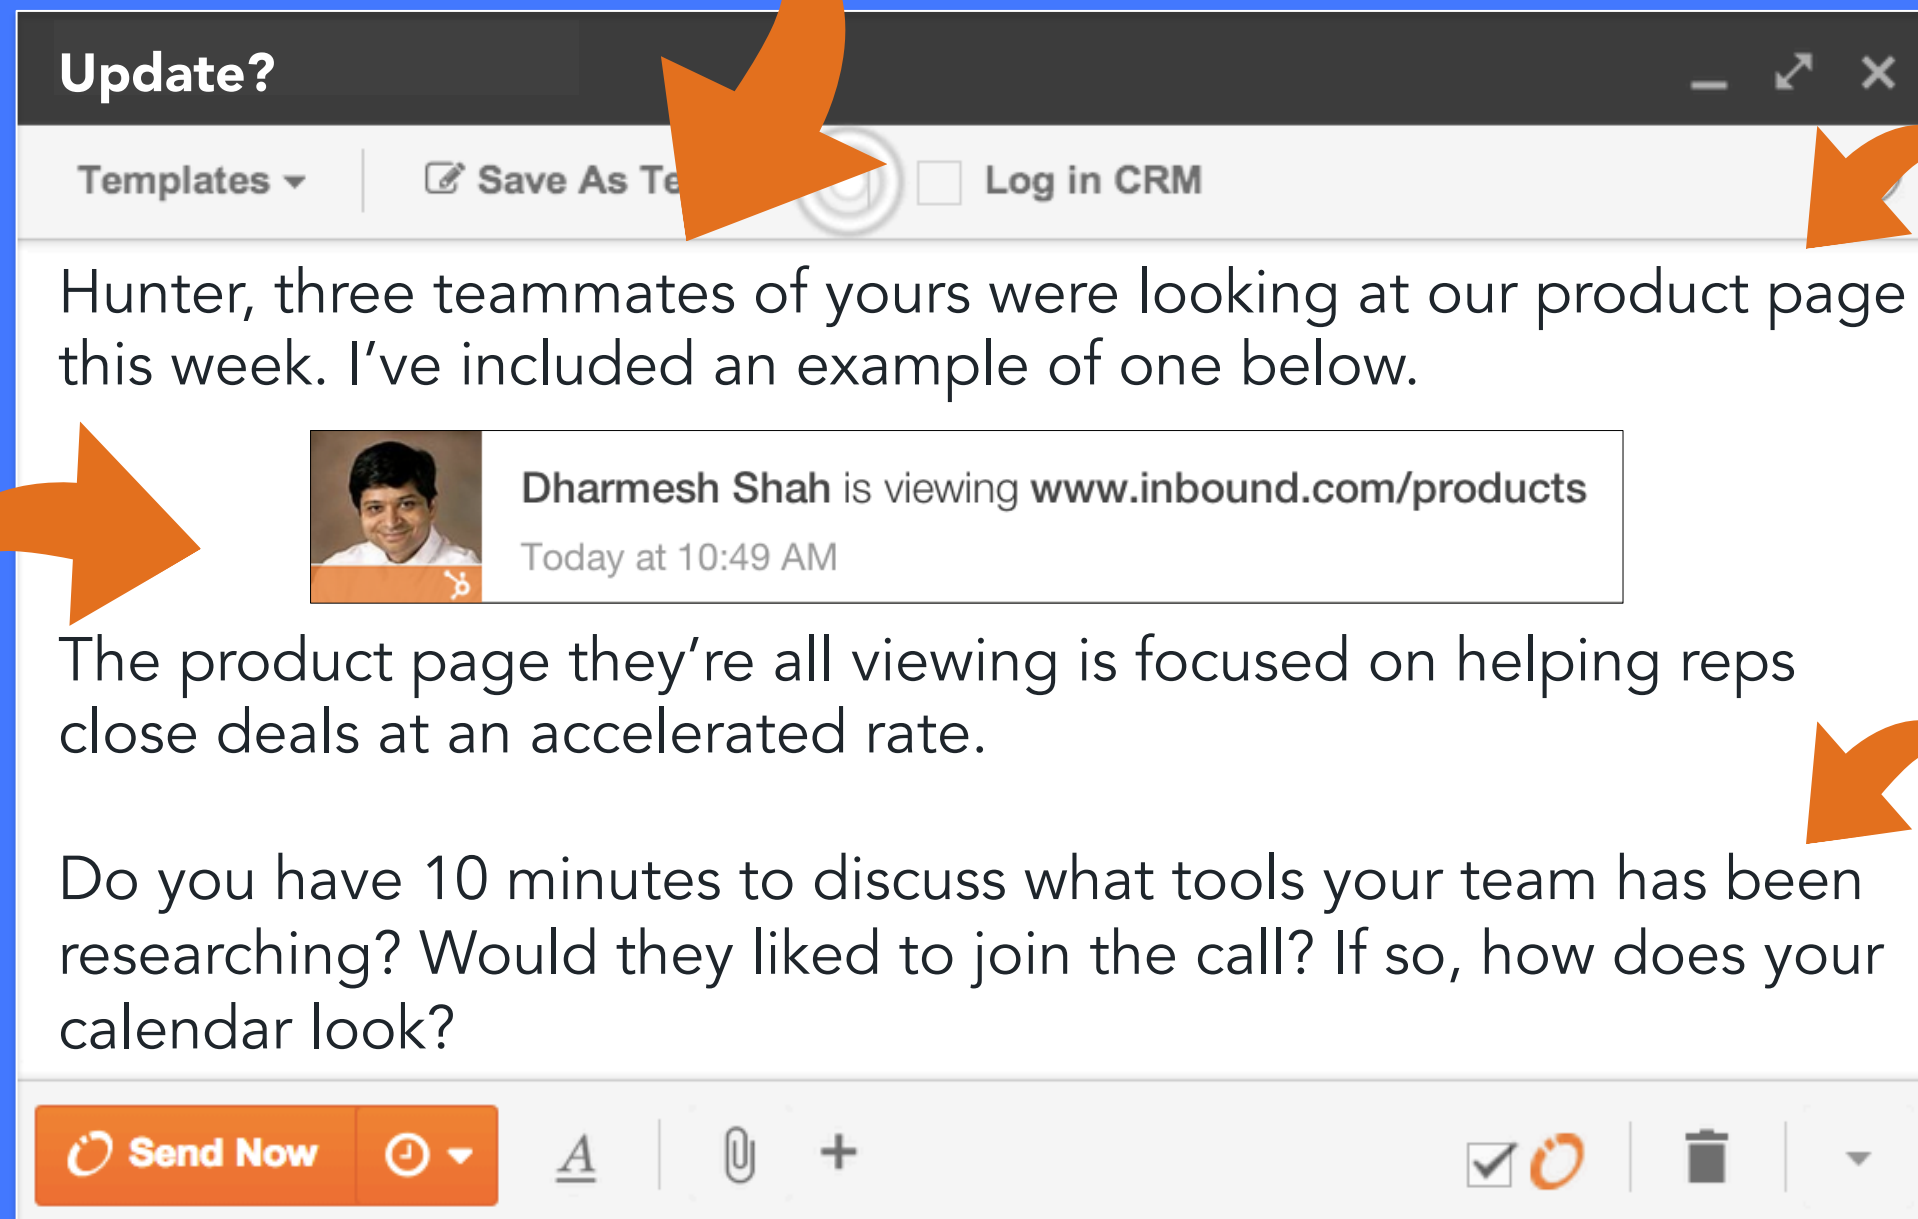 Update?
Templates
Save As Te
Log in CRM
Hunter, three teammates of yours were looking at our product page
this week. I’ve included an example of one below.
Dharmesh Shah is viewing www.inbound.com/products
Today at 10:49 AM
The product page they’re all viewing is focused on helping reps
close deals at an accelerated rate.
Do you have 10 minutes to discuss what tools your team has been
researching? Would they liked to join the call? If so, how does your
calendar look?
Send Now
A